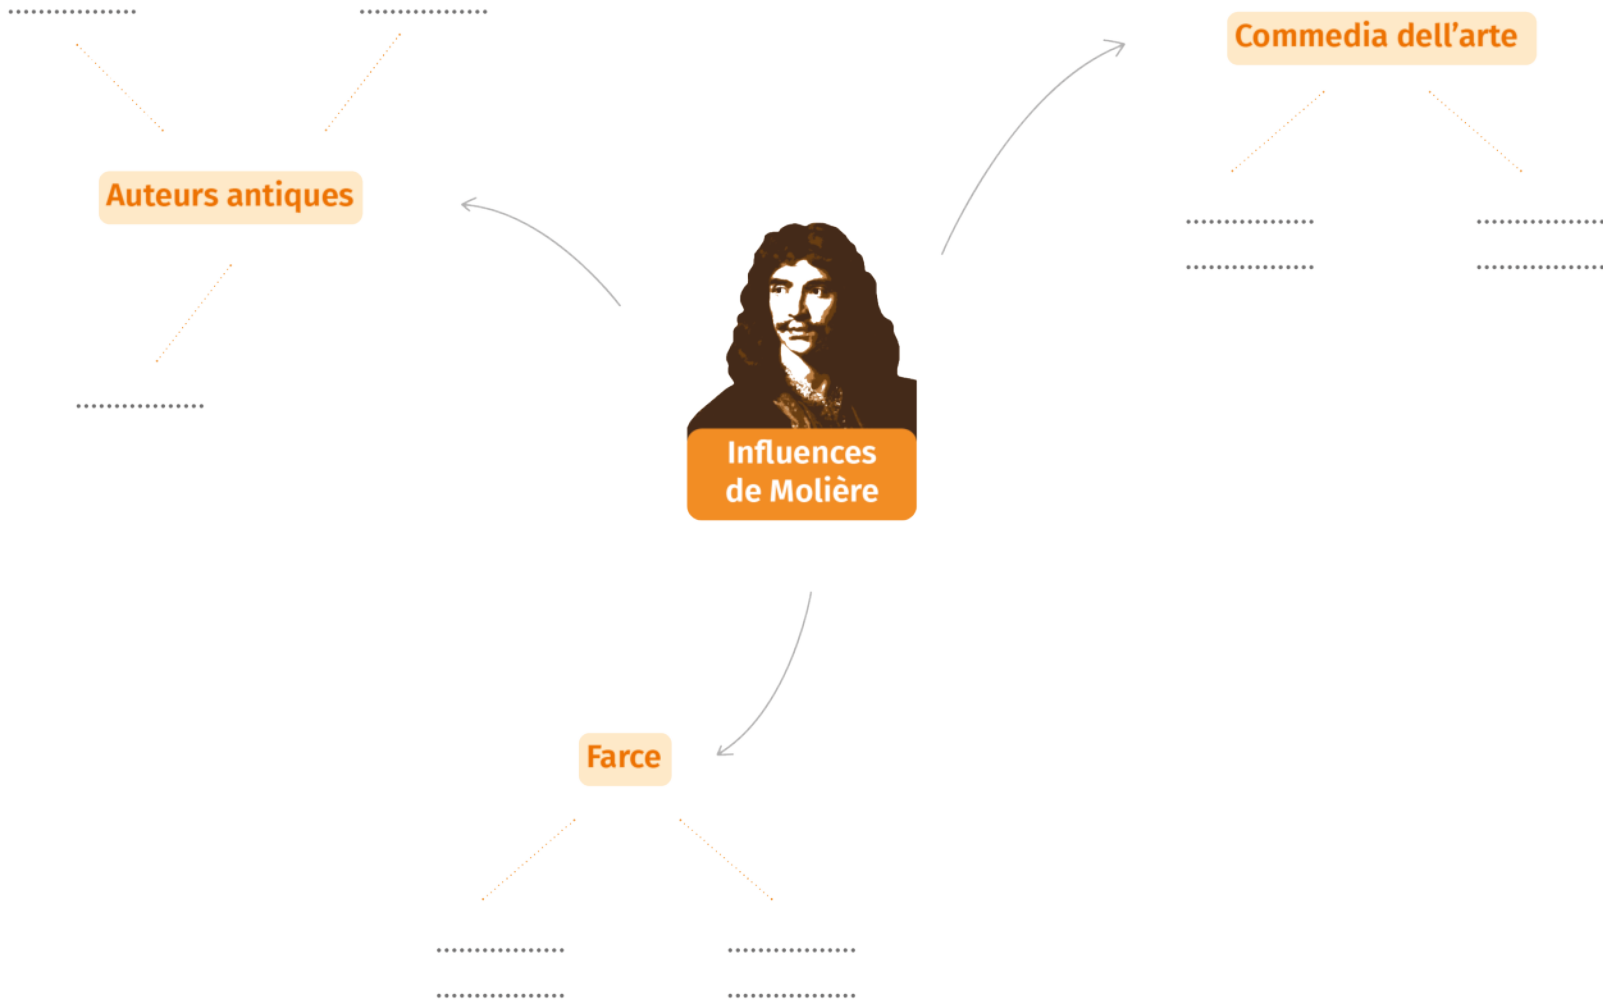 Commedia dell’arte
Auteurs antiques
Influences
de Molière
Farce